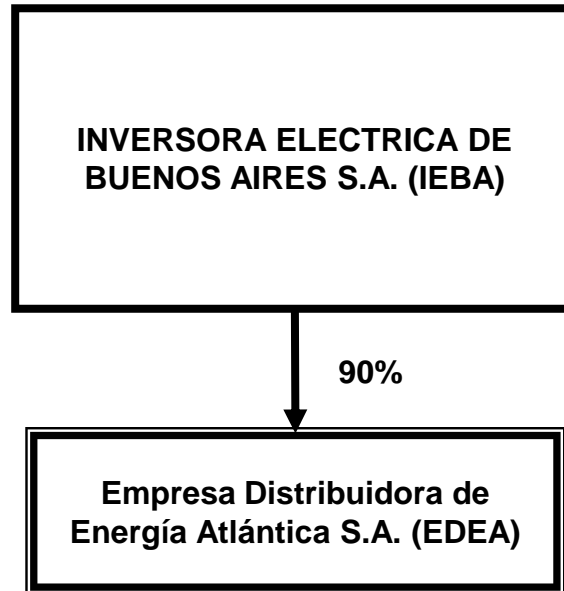 INVERSORA ELECTRICA DE
BUENOS AIRES S.A. (IEBA)
90%
Empresa Distribuidora de
Energía Atlántica S.A. (EDEA)